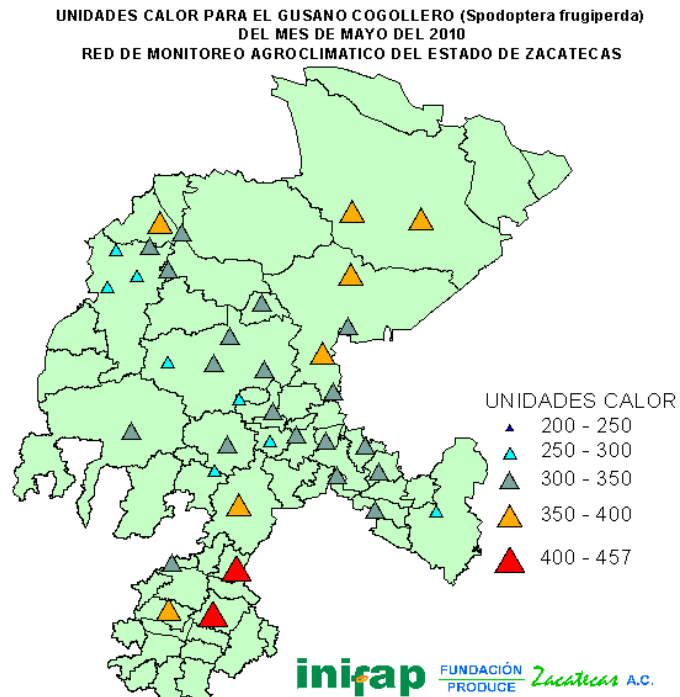 UNIDADES CALOR PARA EL GUSANO COGOLLERO (Spodoptera frugiperda)
DEL MES DE MAYO DEL 2010
RED DE MONITOREO AGROCLIMATICO DEL ESTADO DE ZACATECAS
UNIDADES CALOR
200 - 250
250 - 300
300 - 350
350 - 400
400 - 457
inifap
FUNDACIÓN
PRODUCE
Zacatecas A.C.